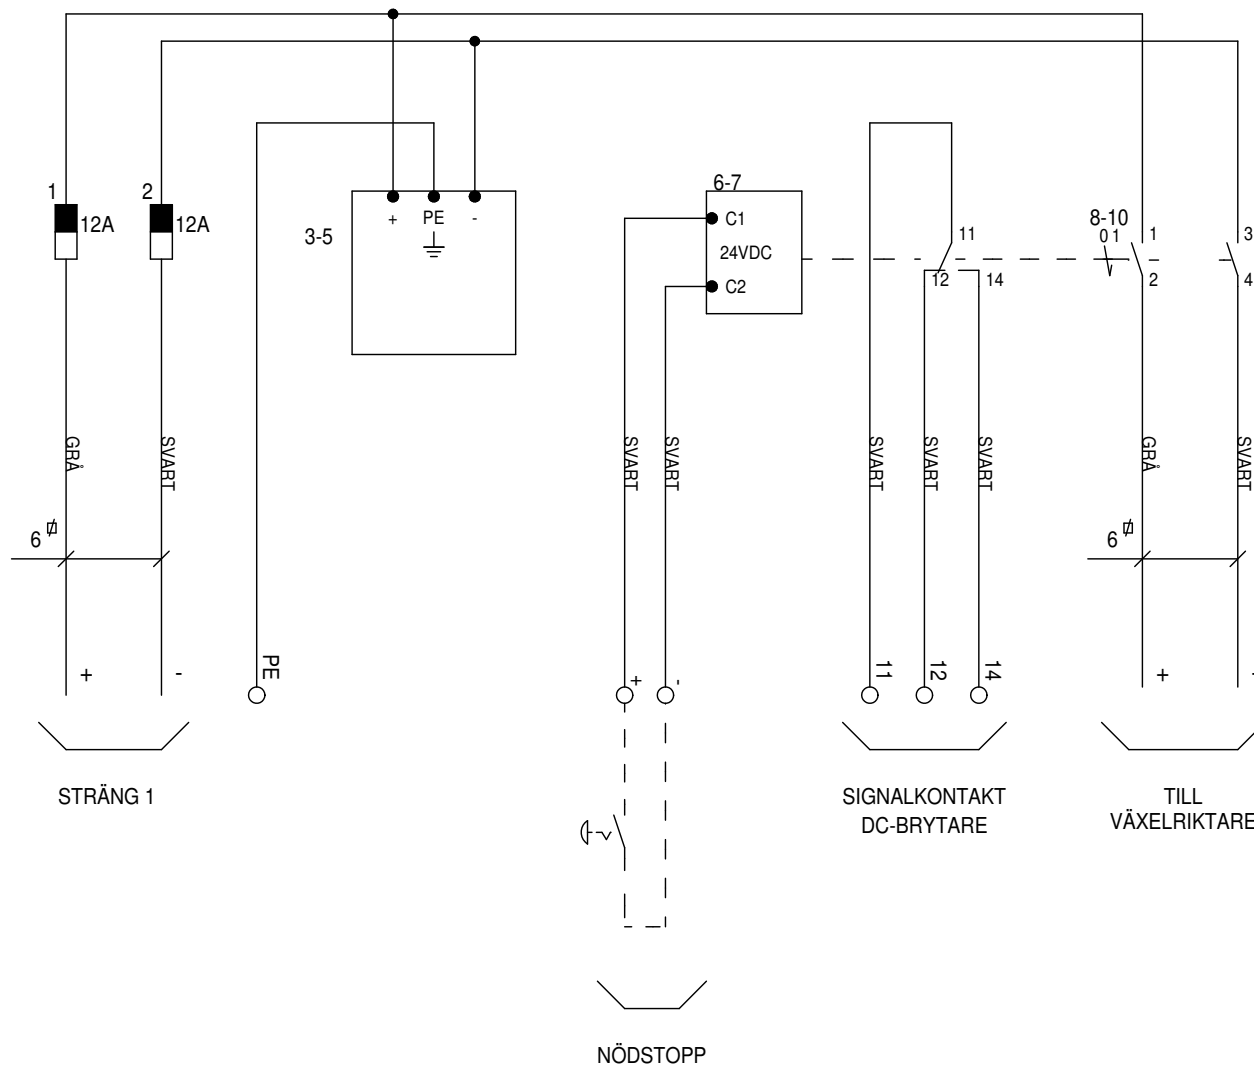 1
12A
2
12A
3-5
+
PE
-
6-7
C1
24VDC
C2
11
12
14
8-10
0 1
1
2
3
4
GRÅ
SVART
SVART
SVART
SVART
SVART
SVART
GRÅ
SVART
6
6
+
-
PE
+
-
11
12
14
+
STRÄNG 1
SIGNALKONTAKT
DC-BRYTARE
TILL
VÄXELRIKTARE
NÖDSTOPP